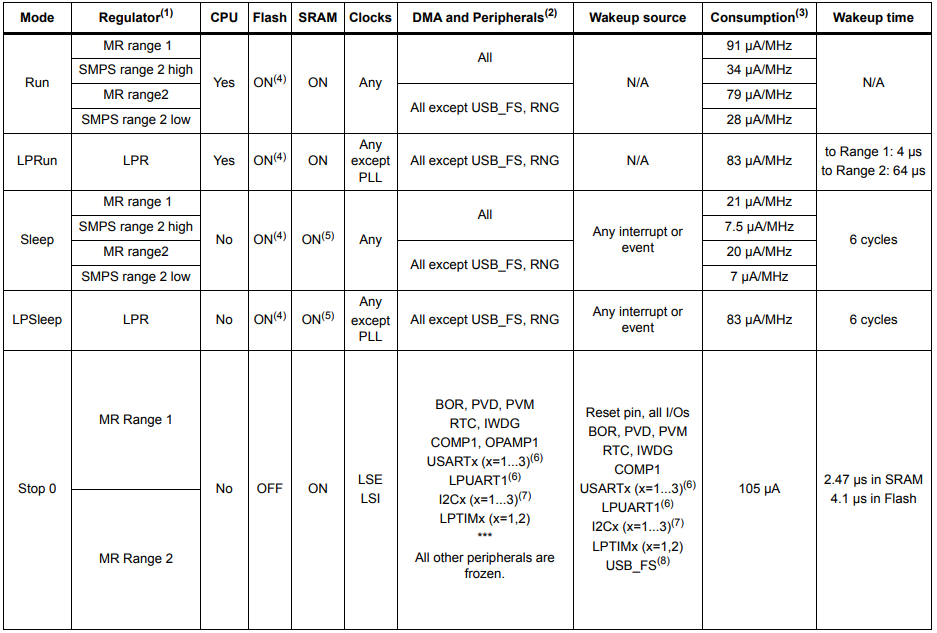 Mode Regulator(1) CPU Flash SRAM Clocks DMA and Peripherals(2) Wakeup source Consumption(3) Wakeup time
Run
MR range 1
SMPS range 2 high
MR range2
SMPS range 2 low
Yes
ON(4)
ON
Any
All
All except USB_FS, RNG
N/A
91 µA/MHz
34 µA/MHz
79 µA/MHz
28 µA/MHz
N/A
LPRun
LPR
Yes
ON(4)
ON
Any
except
PLL
All except USB_FS, RNG
N/A
83 µA/MHz
to Range 1: 4 µs
to Range 2: 64 µs
Sleep
MR range 1
SMPS range 2 high
MR range2
SMPS range 2 low
No
ON(4)
ON(5)
Any
All
All except USB_FS, RNG
Any interrupt or
event
21 µA/MHz
7.5 µA/MHz
20 µA/MHz
7 µA/MHz
6 cycles
LPSleep
LPR
No
ON(4)
ON(5)
Any
except
PLL
All except USB_FS, RNG
Any interrupt or
event
83 µA/MHz
6 cycles
Stop 0
MR Range 1
MR Range 2
No
OFF
ON
LSE
LSI
BOR, PVD, PVM
RTC, IWDG
COMP1, OPAMP1
USARTx (x=1...3)(6)
LPUART1(6)
I2Cx (x=1...3)(7)
LPTIMx (x=1,2)
***
All other peripherals are
frozen.
Reset pin, all I/Os
BOR, PVD, PVM
RTC, IWDG
COMP1
USARTx (x=1...3)(6)
LPUART1(6)
I2Cx (x=1...3)(7)
LPTIMx (x=1,2)
USB_FS(8)
105 µA
2.47 µs in SRAM
4.1 µs in Flash